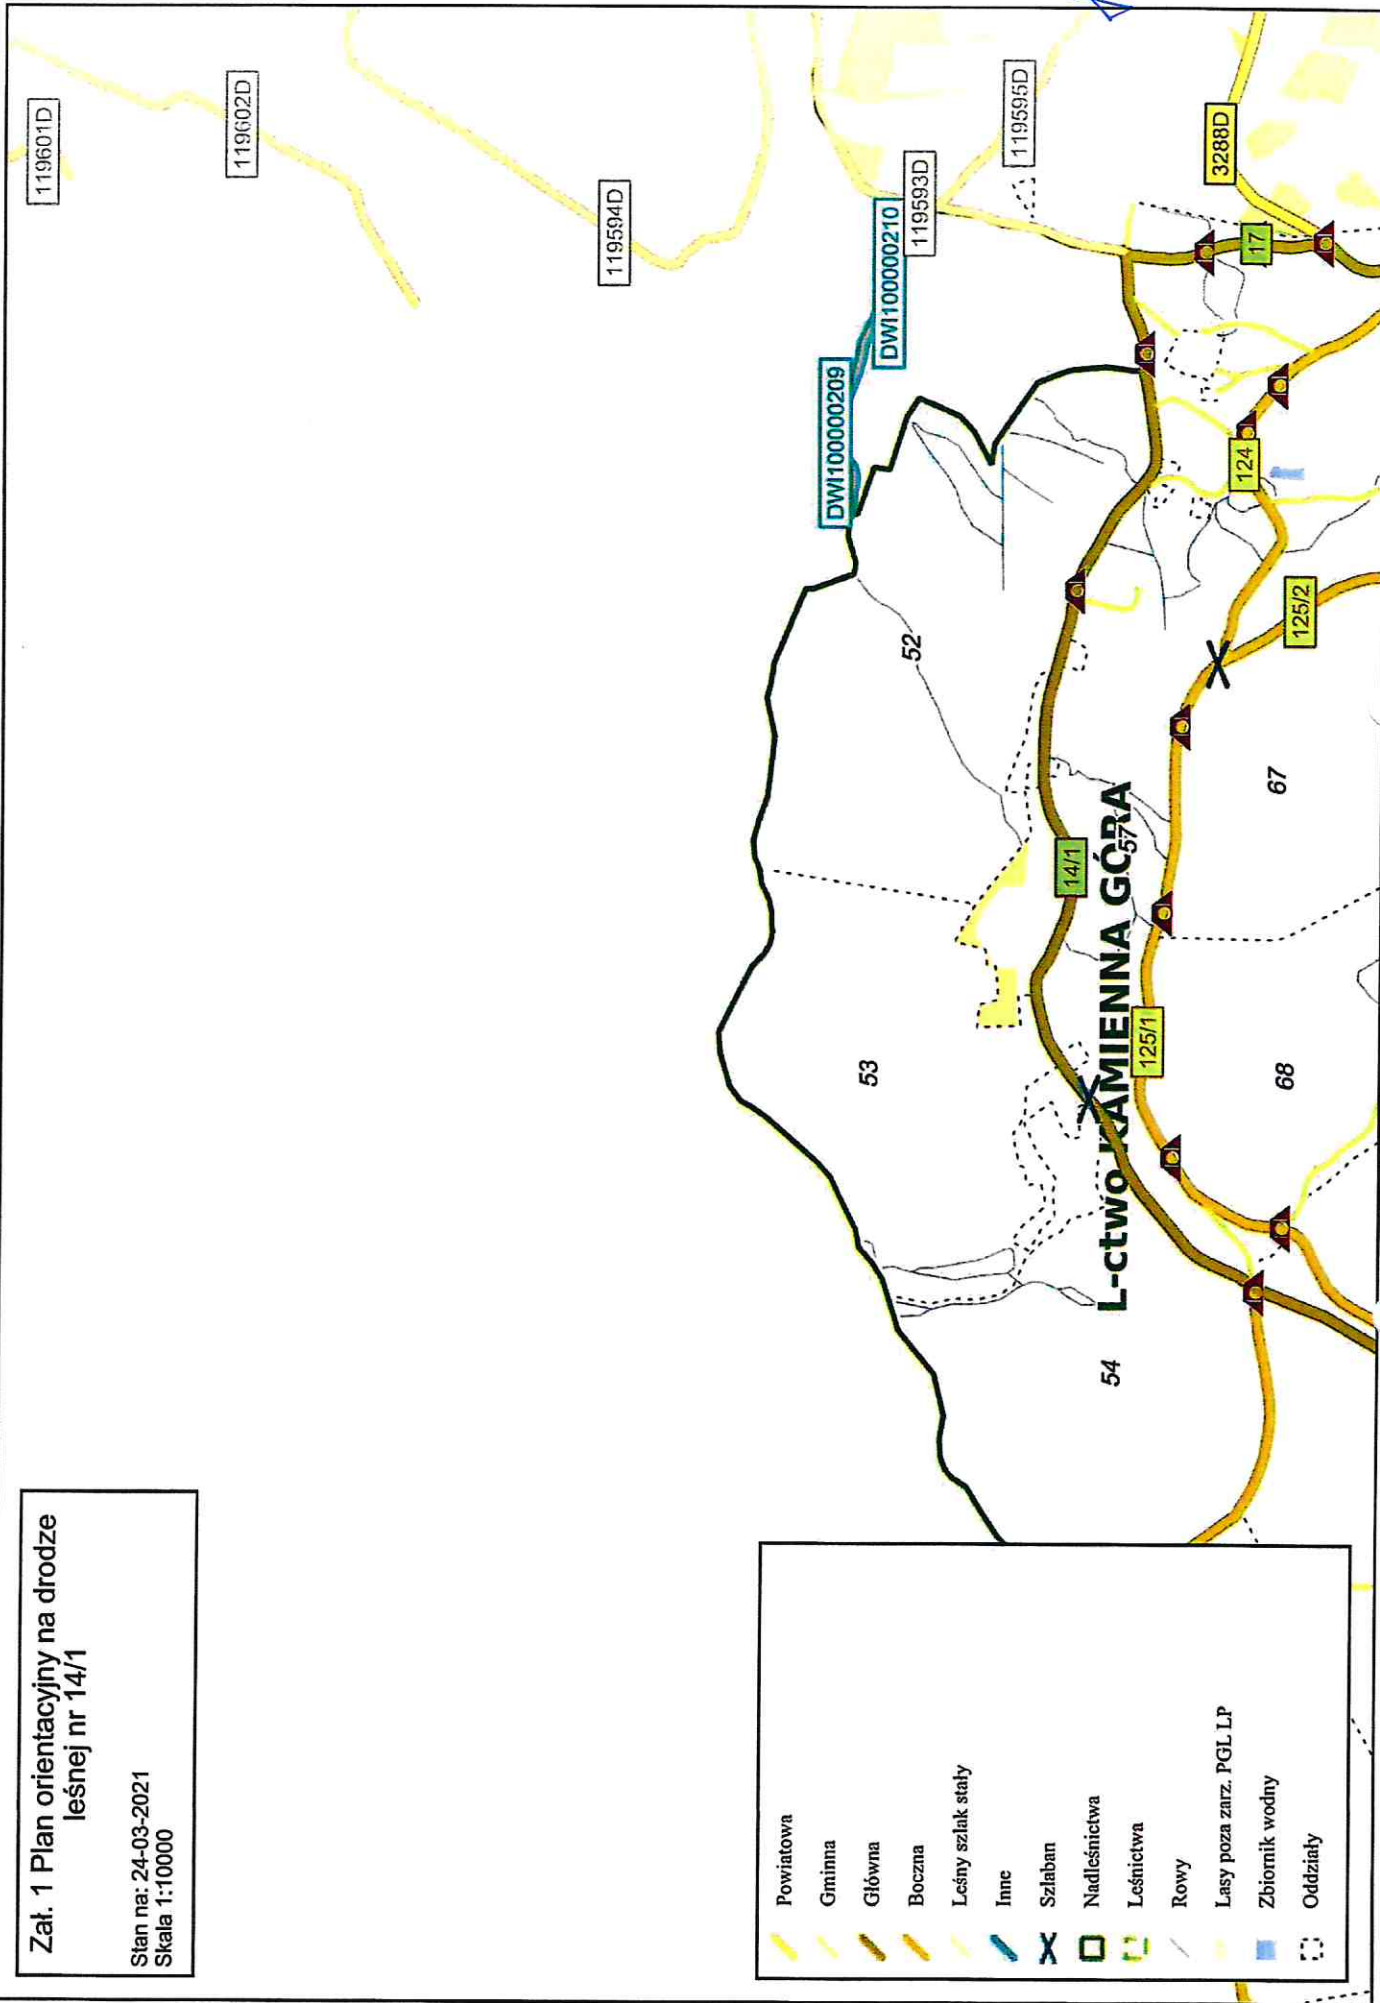 Zał. 1 Plan orientacyjny na drodze
leśnej nr 14/1
Stan na: 24-03-2021
Skala 1:10000
119601D
119602D
119594D
119593D
119595D
3288D
DWI100000210
DWI100000209
17
124
125/2
52
14/1
57
67
L-ctwo KAMIENNA GÓRA
53
125/1
68
54
Powiatowa
Gminna
Główna
Boczna
Leśny szlak stały
Inne
Szlaban
Nadleśnictwa
Leśnictwa
Rowy
Lasy poza zarz. PGL LP
Zbiornik wodny
Oddziały